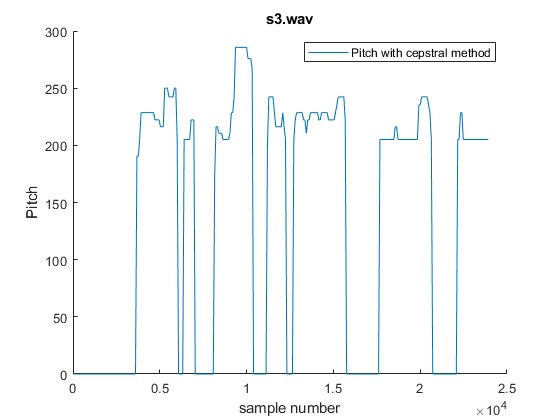 s3.wav
Pitch with cepstral method
300
250
200
150
100
50
0
Pitch
0 0.5 1 1.5 2 2.5
×10⁴
sample number